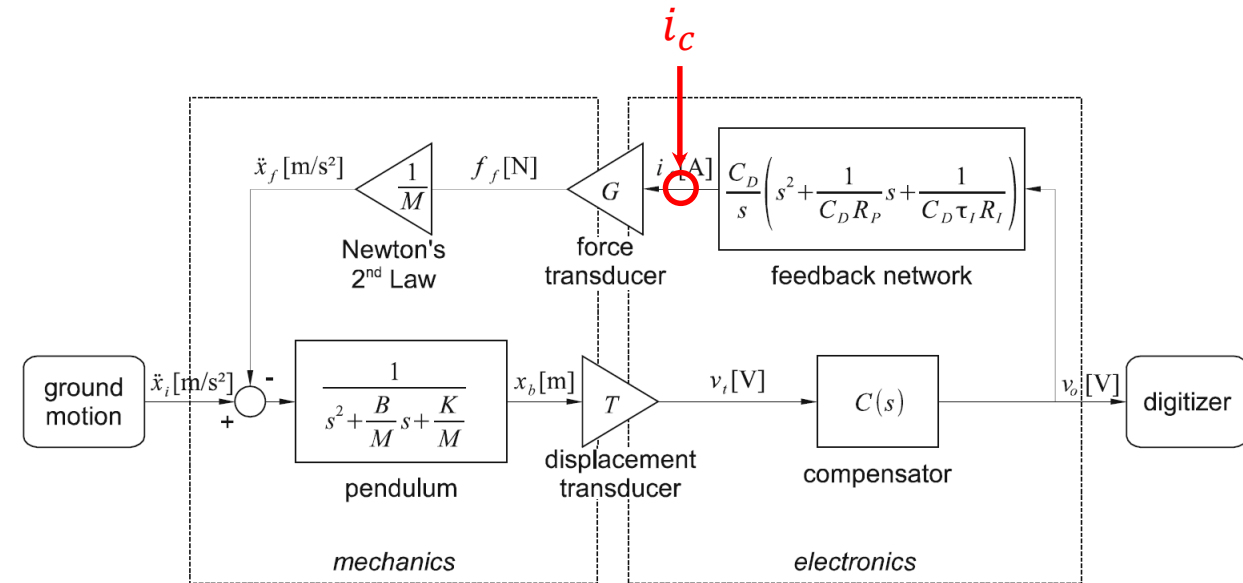 i_c
ẍ_f [m/s²]
f_f [N]
i [A]
1/M
G
C_D/s (s² + 1/(C_D R_P) s + 1/(C_D τ_I R_I))
Newton's
2nd Law
force
transducer
feedback network
ground
motion
ẍ_i [m/s²]
-
+
1/(s² + B/M s + K/M)
x_b [m]
T
v_t [V]
C(s)
v_o [V]
digitizer
pendulum
displacement
transducer
compensator
mechanics
electronics